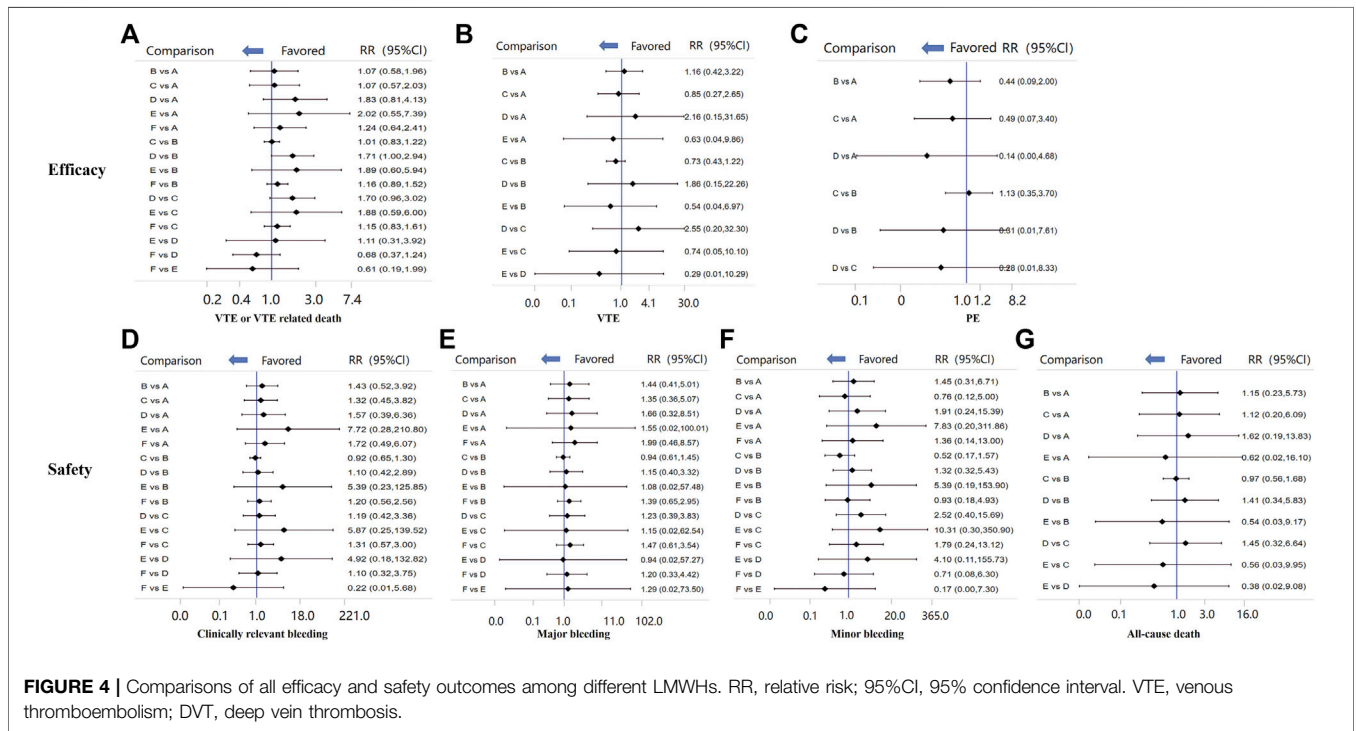 A
Comparison Favored RR (95%CI)
B vs A 1.07 (0.58,1.96)
C vs A 1.07 (0.57,2.03)
D vs A 1.83 (0.81,4.13)
E vs A 2.02 (0.55,7.39)
F vs A 1.24 (0.64,2.41)
C vs B 1.01 (0.83,1.22)
D vs B 1.71 (1.00,2.94)
E vs B 1.89 (0.60,5.94)
F vs B 1.16 (0.89,1.52)
D vs C 1.70 (0.96,3.02)
E vs C 1.88 (0.59,6.00)
F vs C 1.15 (0.83,1.61)
E vs D 1.11 (0.31,3.92)
F vs D 0.68 (0.37,1.24)
F vs E 0.61 (0.19,1.99)
0.2 0.4 1.0 3.0 7.4
VTE or VTE related death
B
Comparison Favored RR (95%CI)
B vs A 1.16 (0.42,3.22)
C vs A 0.85 (0.27,2.65)
D vs A 2.16 (0.15,31.65)
E vs A 0.63 (0.04,9.86)
C vs B 0.73 (0.43,1.22)
D vs B 1.86 (0.15,22.26)
E vs B 0.54 (0.04,6.97)
D vs C 2.55 (0.20,32.30)
E vs C 0.74 (0.05,10.10)
E vs D 0.29 (0.01,10.29)
0.0 0.1 1.0 4.1 30.0
VTE
C
Comparison Favored RR (95%CI)
B vs A 0.44 (0.09,2.00)
C vs A 0.49 (0.07,3.40)
D vs A 0.14 (0.00,4.68)
C vs B 1.13 (0.35,3.70)
D vs B 0.31 (0.01,7.61)
D vs C 0.28 (0.01,8.33)
0.1 0 1.0 1.2 8.2
PE
Efficacy
D
Comparison Favored RR (95%CI)
B vs A 1.43 (0.52,3.92)
C vs A 1.32 (0.45,3.82)
D vs A 1.57 (0.39,6.36)
E vs A 7.72 (0.28,210.80)
F vs A 1.72 (0.49,6.07)
C vs B 0.92 (0.65,1.30)
D vs B 1.10 (0.42,2.89)
E vs B 5.39 (0.23,125.85)
F vs B 1.20 (0.56,2.56)
D vs C 1.19 (0.42,3.36)
E vs C 5.87 (0.25,139.52)
F vs C 1.31 (0.57,3.00)
E vs D 4.92 (0.18,132.82)
F vs D 1.10 (0.32,3.75)
F vs E 0.22 (0.01,5.68)
0.0 0.1 1.0 18.0 221.0
Clinically relevant bleeding
E
Comparison Favored RR (95%CI)
B vs A 1.44 (0.41,5.01)
C vs A 1.35 (0.36,5.07)
D vs A 1.66 (0.32,8.51)
E vs A 1.55 (0.02,100.01)
F vs A 1.99 (0.46,8.57)
C vs B 0.94 (0.61,1.45)
D vs B 1.15 (0.40,3.32)
E vs B 1.08 (0.02,57.48)
F vs B 1.39 (0.65,2.95)
D vs C 1.23 (0.39,3.83)
E vs C 1.15 (0.02,62.54)
F vs C 1.47 (0.61,3.54)
E vs D 0.94 (0.02,57.27)
F vs D 1.20 (0.33,4.42)
F vs E 1.29 (0.02,73.50)
0.0 0.1 1.0 11.0 102.0
Major bleeding
F
Comparison Favored RR (95%CI)
B vs A 1.45 (0.31,6.71)
C vs A 0.76 (0.12,5.00)
D vs A 1.91 (0.24,15.39)
E vs A 7.83 (0.20,311.86)
F vs A 1.36 (0.14,13.00)
C vs B 0.52 (0.17,1.57)
D vs B 1.32 (0.32,5.43)
E vs B 5.39 (0.19,153.90)
F vs B 0.93 (0.18,4.93)
D vs C 2.52 (0.40,15.69)
E vs C 10.31 (0.30,350.90)
F vs C 1.79 (0.24,13.12)
E vs D 4.10 (0.11,155.73)
F vs D 0.71 (0.08,6.30)
F vs E 0.17 (0.00,7.30)
0.0 0.1 1.0 20.0 365.0
Minor bleeding
G
Comparison Favored RR (95%CI)
B vs A 1.15 (0.23,5.73)
C vs A 1.12 (0.20,6.09)
D vs A 1.62 (0.19,13.83)
E vs A 0.62 (0.02,16.10)
C vs B 0.97 (0.56,1.68)
D vs B 1.41 (0.34,5.83)
E vs B 0.54 (0.03,9.17)
D vs C 1.45 (0.32,6.64)
E vs C 0.56 (0.03,9.95)
E vs D 0.38 (0.02,9.08)
0.0 0.1 1.0 3.0 16.0
All-cause death
Safety
FIGURE 4 | Comparisons of all efficacy and safety outcomes among different LMWHs. RR, relative risk; 95%CI, 95% confidence interval. VTE, venous
thromboembolism; DVT, deep vein thrombosis.